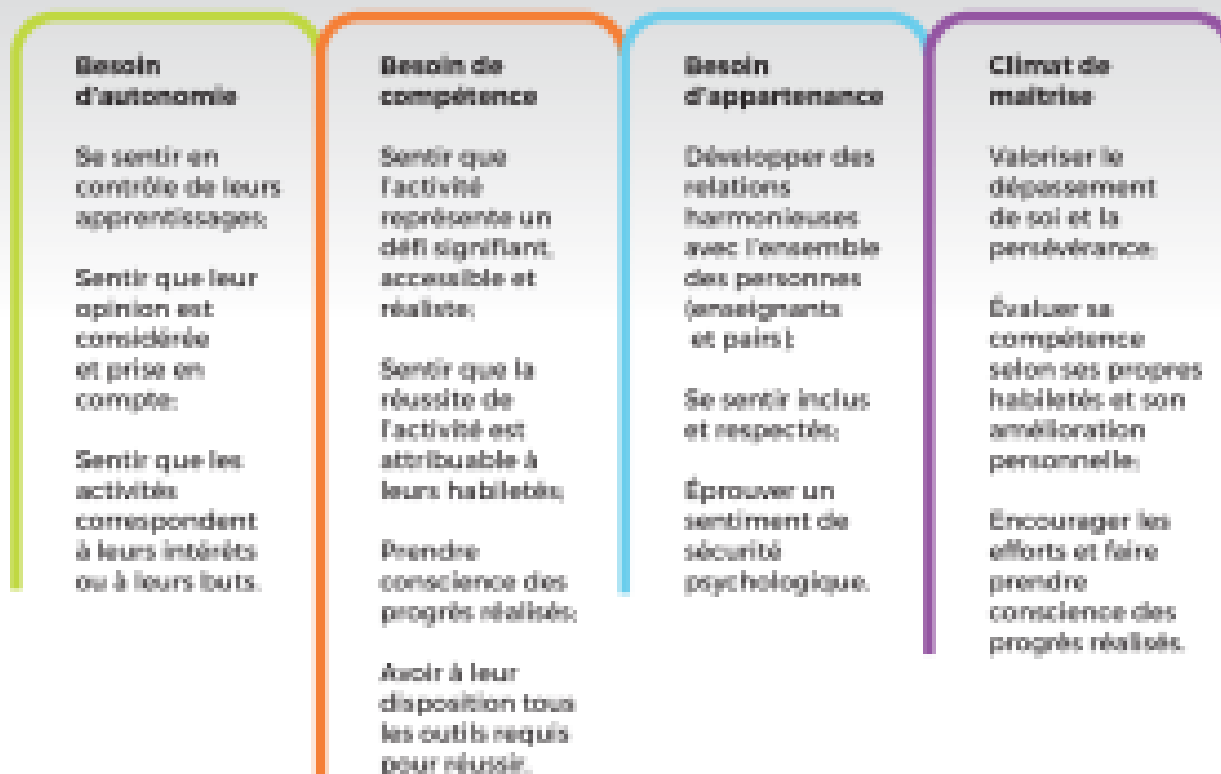 Besoin
d'autonomie
Se sentir en
contrôle de leurs
apprentissages;
Sentir que leur
opinion est
considérée
et prise en
compte;
Sentir que les
activités
correspondent
à leurs intérêts
ou à leurs buts.
Besoin de
compétence
Sentir que
l'activité
représente un
défi signifiant,
accessible et
réaliste;
Sentir que la
réussite de
l'activité est
attribuable à
leurs habiletés;
Prendre
conscience des
progrès réalisés;
Avoir à leur
disposition tous
les outils requis
pour réussir.
Besoin
d'appartenance
Développer des
relations
harmonieuses
avec l'ensemble
des personnes
(enseignants
et pairs);
Se sentir inclus
et respectés;
Éprouver un
sentiment de
sécurité
psychologique.
Climat de
maîtrise
Valoriser le
dépassement
de soi et la
persévérance;
Évaluer sa
compétence
selon ses propres
habiletés et son
amélioration
personnelle;
Encourager les
efforts et faire
prendre
conscience des
progrès réalisés.